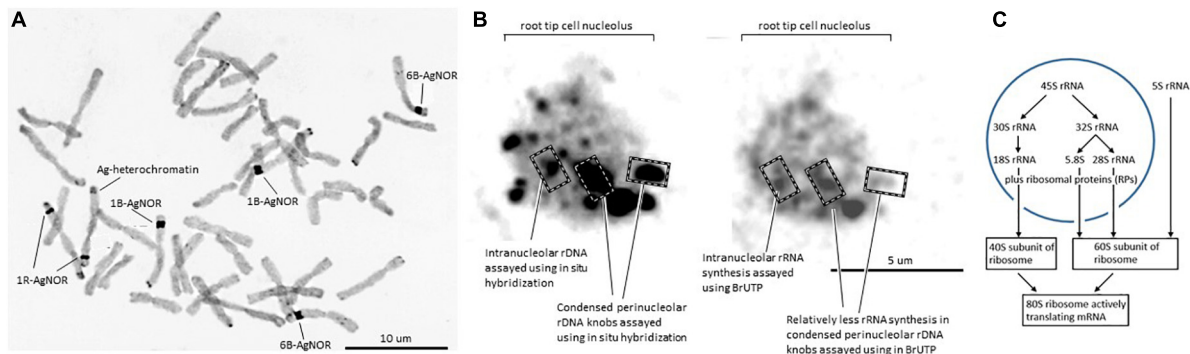 A
6B-AgNOR
Ag-heterochromatin
1B-AgNOR
1B-AgNOR
1R-AgNOR
6B-AgNOR
10 um
B
root tip cell nucleolus
root tip cell nucleolus
Intranucleolar rDNA
assayed using in situ
hybridization
Condensed perinucleolar
rDNA knobs assayed
using in situ hybridization
Intranucleolar rRNA
synthesis assayed
using BrUTP
5 um
Relatively less rRNA synthesis in
condensed perinucleolar rDNA
knobs assayed using in BrUTP
C
45S rRNA
5S rRNA
30S rRNA
32S rRNA
18S rRNA
5.8S
28S rRNA
plus ribosomal proteins (RPs)
40S subunit of
ribosome
60S subunit of
ribosome
80S ribosome actively
translating mRNA